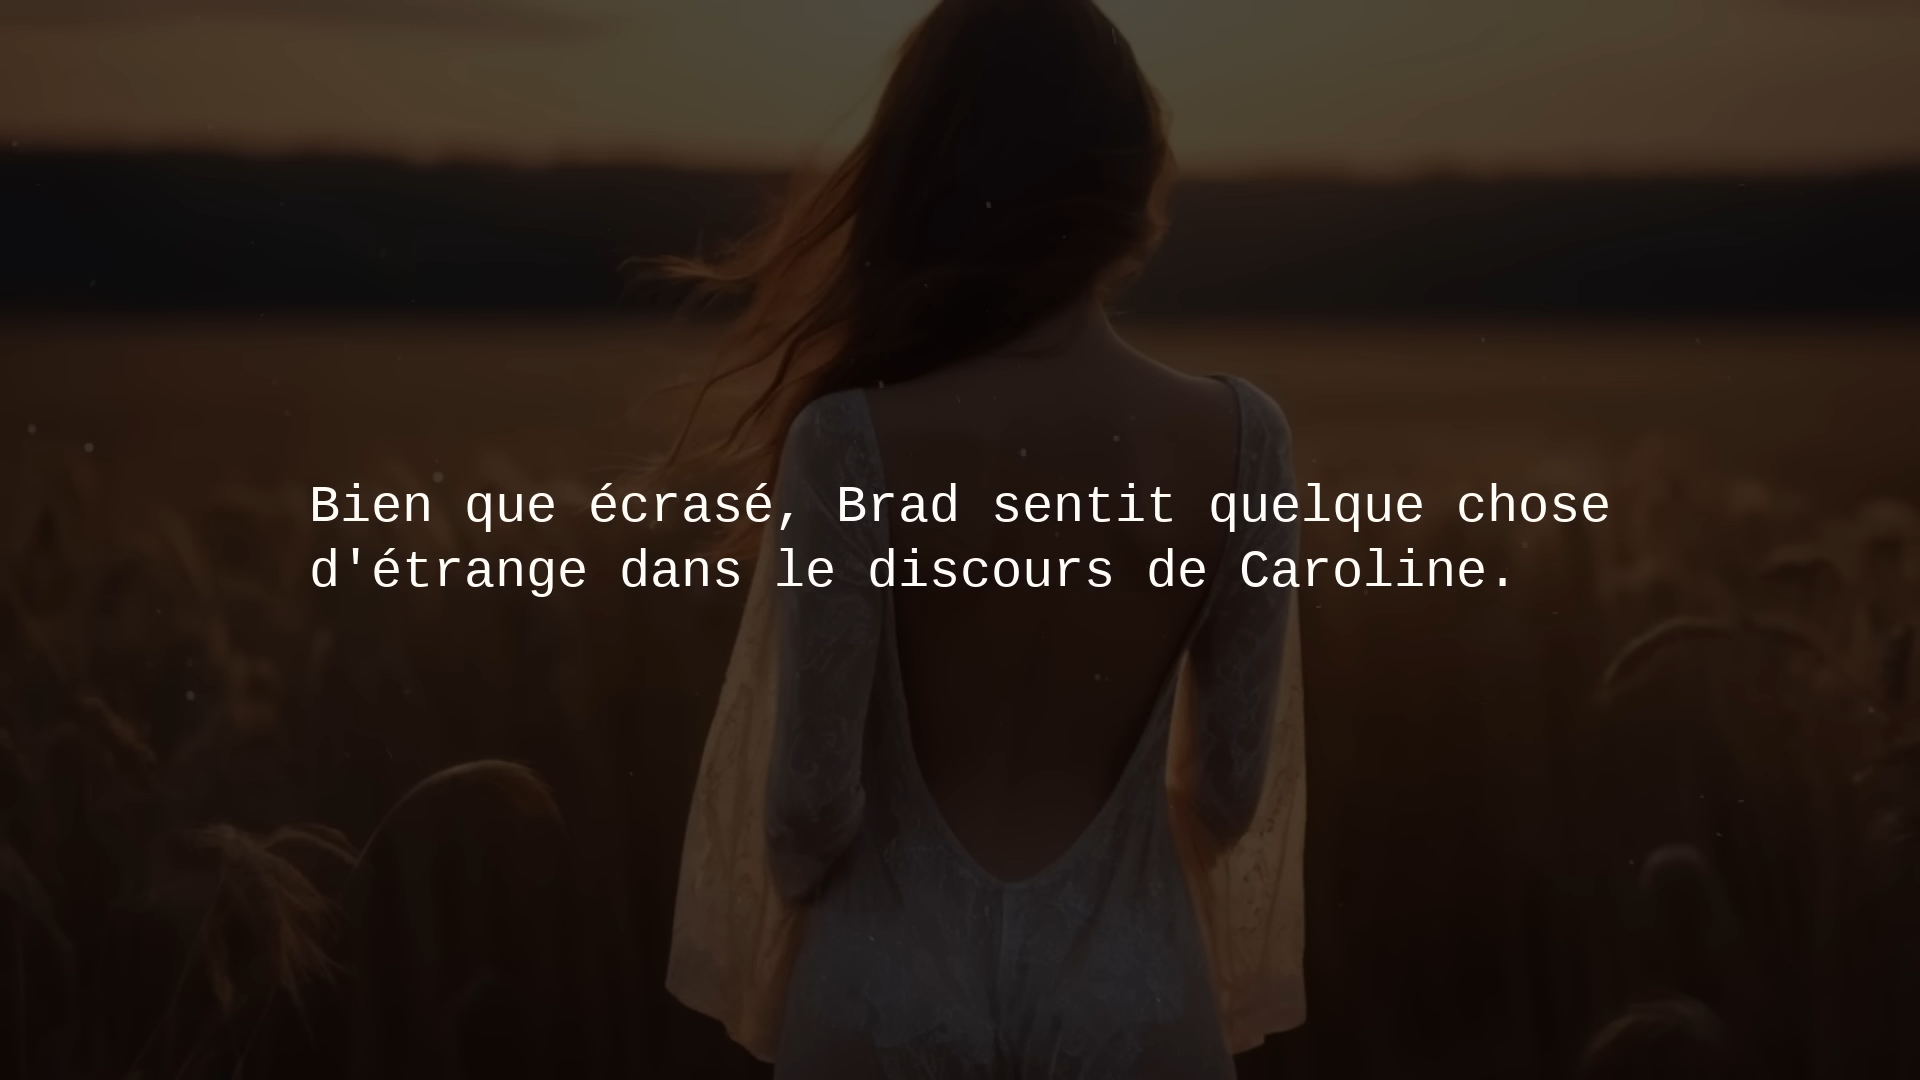 Bien que écrasé, Brad sentit quelque chose
d'étrange dans le discours de Caroline.